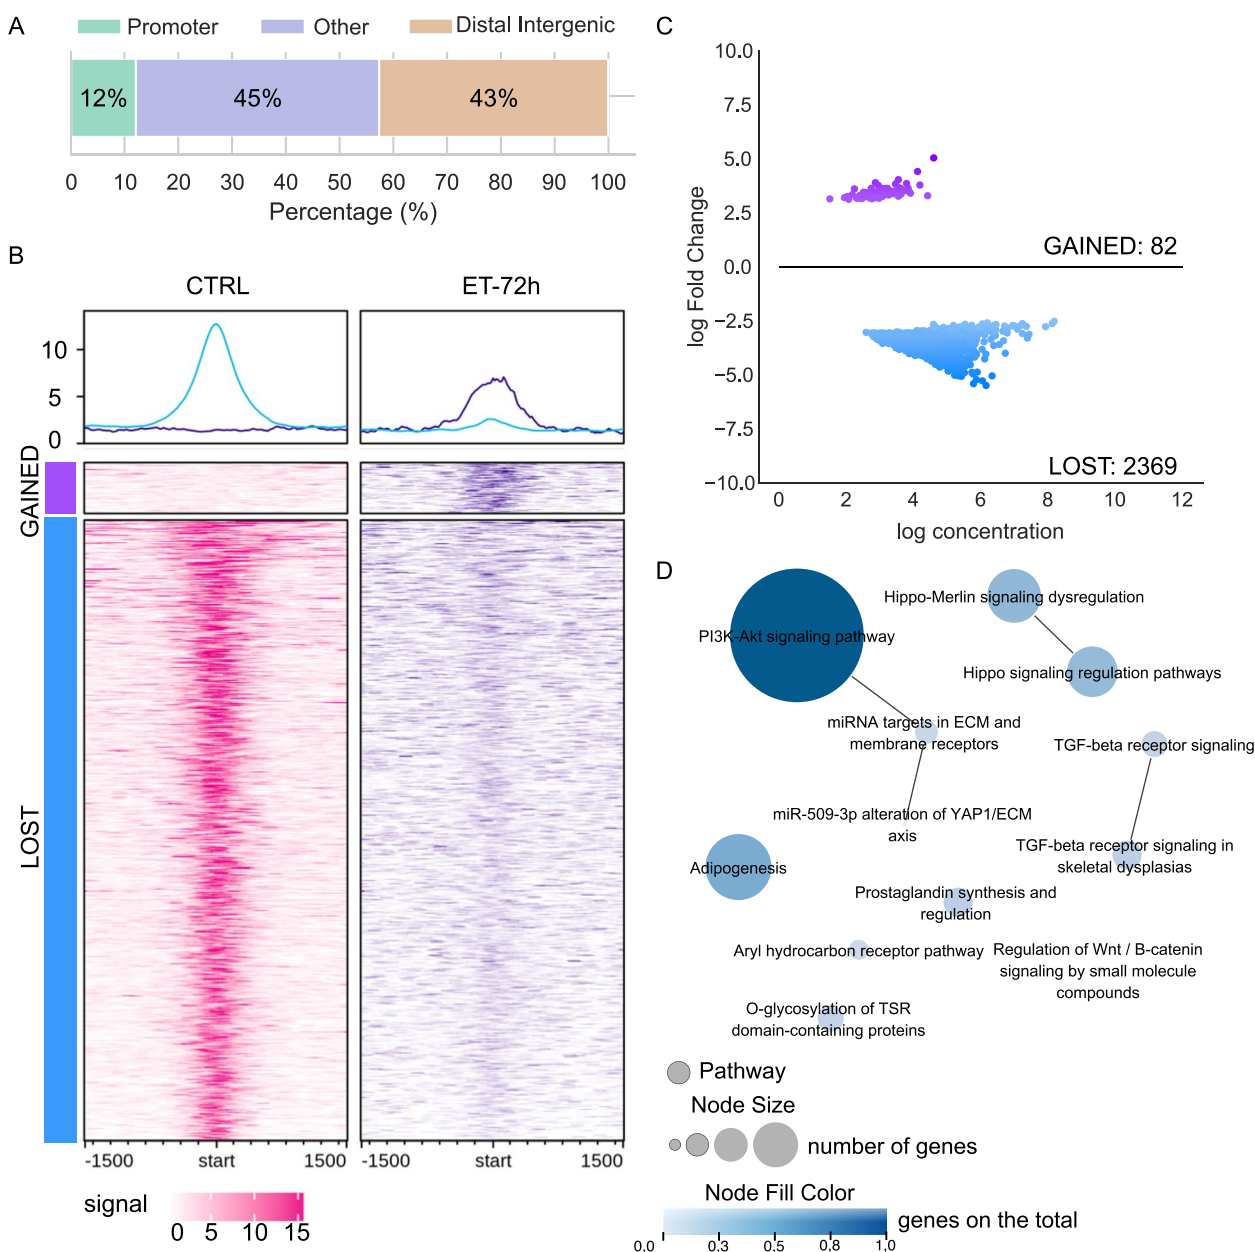 A
Promoter
Other
Distal Intergenic
12%
45%
43%
0 10 20 30 40 50 60 70 80 90 100
Percentage (%)
B
CTRL
ET-72h
10
5
0
GAINED
LOST
-1500 start 1500
-1500 start 1500
signal
0 5 10 15
C
10.0
7.5
5.0
2.5
0.0
−2.5
−5.0
−7.5
−10.0
log Fold Change
GAINED: 82
LOST: 2369
0 2 4 6 8 10 12
log concentration
D
Hippo-Merlin signaling dysregulation
PI3K-Akt signaling pathway
Hippo signaling regulation pathways
miRNA targets in ECM and
membrane receptors
TGF-beta receptor signaling
miR-509-3p alteration of YAP1/ECM
axis
TGF-beta receptor signaling in
skeletal dysplasias
Adipogenesis
Prostaglandin synthesis and
regulation
Aryl hydrocarbon receptor pathway
Regulation of Wnt / B-catenin
signaling by small molecule
compounds
O-glycosylation of TSR
domain-containing proteins
Pathway
Node Size
number of genes
Node Fill Color
genes on the total
0.0 0.3 0.5 0.8 1,0